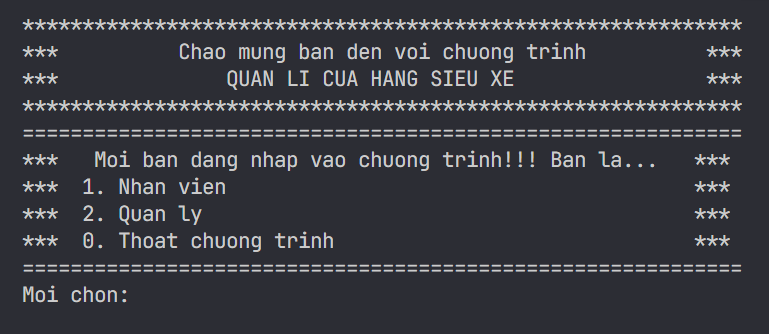 ************************************************************
***          Chao mung ban den voi chuong trinh          ***
***              QUAN LI CUA HANG SIEU XE                ***
************************************************************
============================================================
***   Moi ban dang nhap vao chuong trinh!!! Ban la...   ***
***  1. Nhan vien                                       ***
***  2. Quan ly                                         ***
***  0. Thoat chuong trinh                              ***
============================================================
Moi chon: